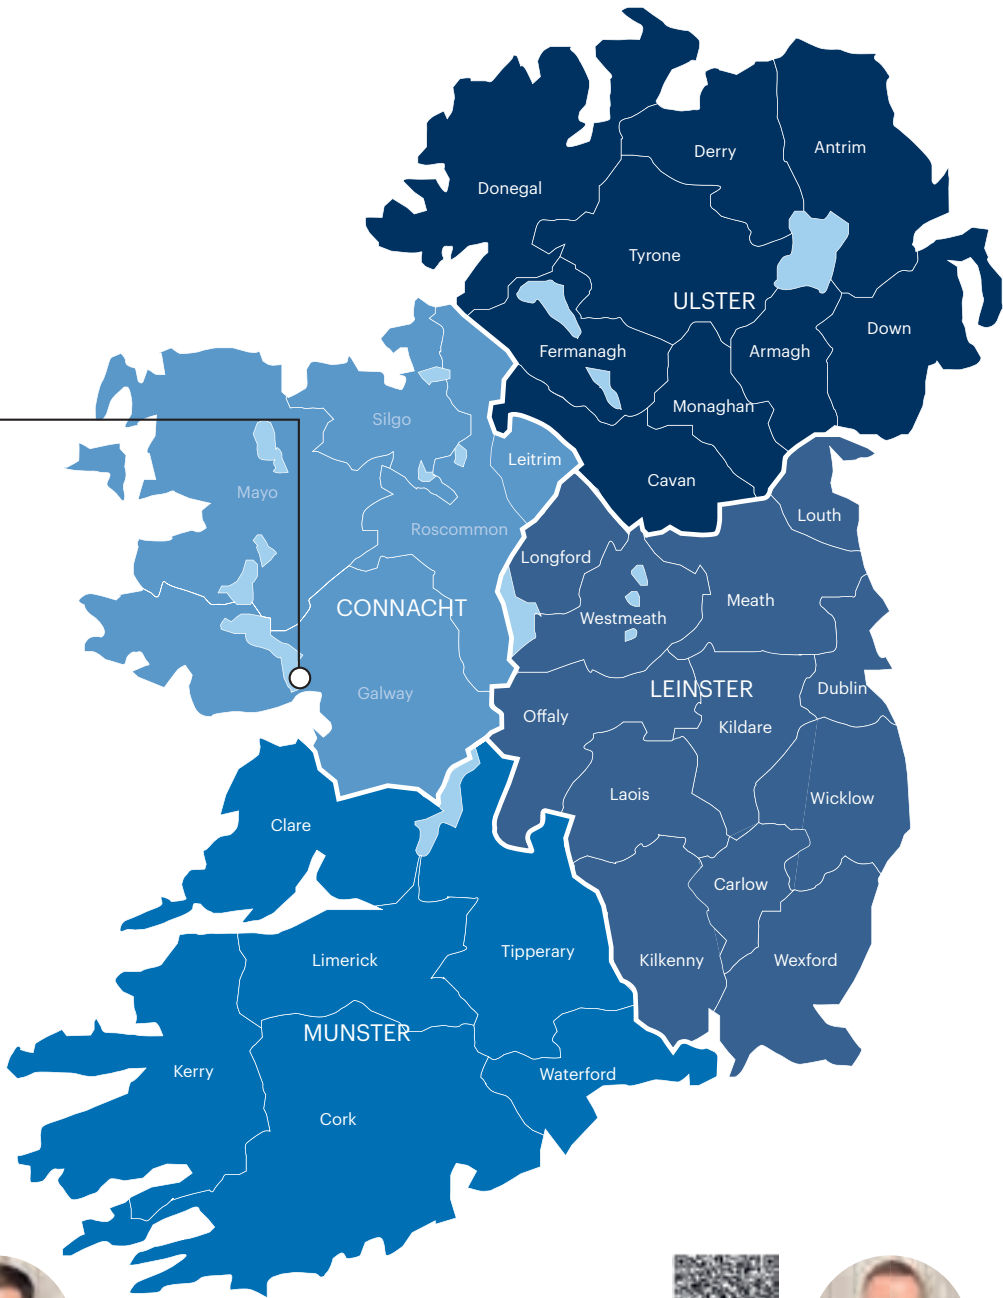 Derry
Antrim
Donegal
Tyrone
ULSTER
Down
Fermanagh
Armagh
Monaghan
Silgo
Leitrim
Cavan
Mayo
Louth
Roscommon
Longford
CONNACHT
Meath
Westmeath
Galway
LEINSTER
Dublin
Offaly
Kildare
Laois
Wicklow
Clare
Carlow
Tipperary
Limerick
Kilkenny
Wexford
MUNSTER
Kerry
Waterford
Cork